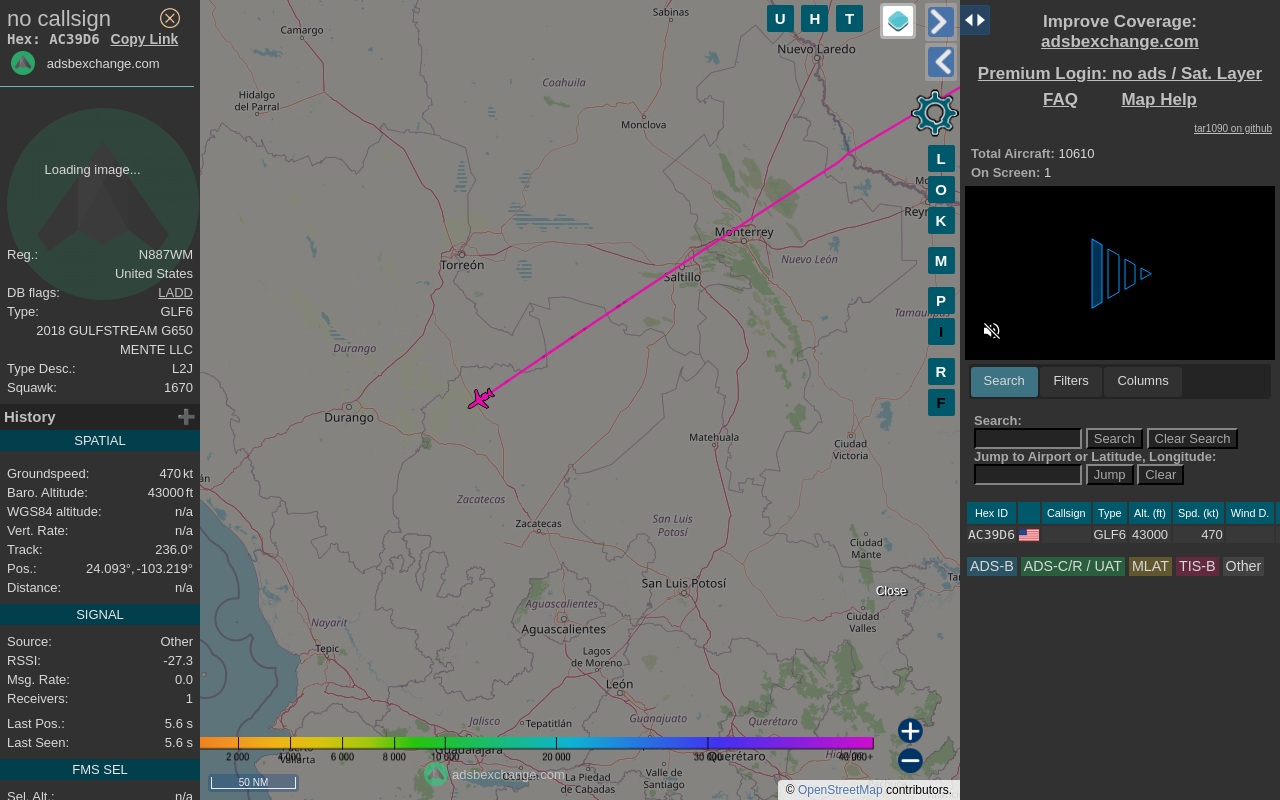 no callsign
Hex: AC39D6 Copy Link
adsbexchange.com
Loading image...
Reg.: N887WM
United States
DB flags: LADD
Type: GLF6
2018 GULFSTREAM G650
MENTE LLC
Type Desc.: L2J
Squawk: 1670
History
SPATIAL
Groundspeed: 470 kt
Baro. Altitude: 43000 ft
WGS84 altitude: n/a
Vert. Rate: n/a
Track: 236.0°
Pos.: 24.093°, -103.219°
Distance: n/a
SIGNAL
Source: Other
RSSI: -27.3
Msg. Rate: 0.0
Receivers: 1
Last Pos.: 5.6 s
Last Seen: 5.6 s
FMS SEL
Sel. Alt.: n/a
Sabinas
Camargo
Nuevo Laredo
Coahuila
Hidalgo
del Parral
Monclova
Monterrey
Nuevo León
Torreón
Saltillo
Durango
Durango
Matehuala
Ciudad
Victoria
Zacatecas
Zacatecas
San Luis
Potosí
Ciudad
Mante
San Luis Potosí
Aguascalientes
Aguascalientes
Nayarit
Tepic
Ciudad
Valles
Lagos
de Moreno
León
Jalisco
Tepatitlán
Guanajuato
Querétaro
Querétaro
La Piedad
de Cabadas
Valle de
Santiago
U H T
L
O
K
M
P
I
R
F
Close
2 000 4 000 6 000 8 000 10 000 20 000 30 000 40 000+
adsbexchange.com
50 NM
© OpenStreetMap contributors.
Improve Coverage:
adsbexchange.com
Premium Login: no ads / Sat. Layer
FAQ Map Help
tar1090 on github
Total Aircraft: 10610
On Screen: 1
Search Filters Columns
Search:
Search Clear Search
Jump to Airport or Latitude, Longitude:
Jump Clear
Hex ID Callsign Type Alt. (ft) Spd. (kt) Wind D.
AC39D6 GLF6 43000 470
ADS-B ADS-C/R / UAT MLAT TIS-B Other